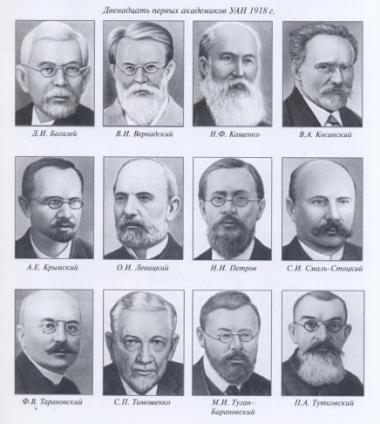 Двенадцать первых академиков УАН 1918 г.
Д.И. Багалей В.И. Вернадский Н.Ф. Кащенко В.А. Косинский
А.Е. Крымский О.И. Левицкий Н.И. Петров С.И. Смаль-Стоцкий
Ф.В. Тарановский С.П. Тимошенко М.И. Туган-Барановский П.А. Тутковский